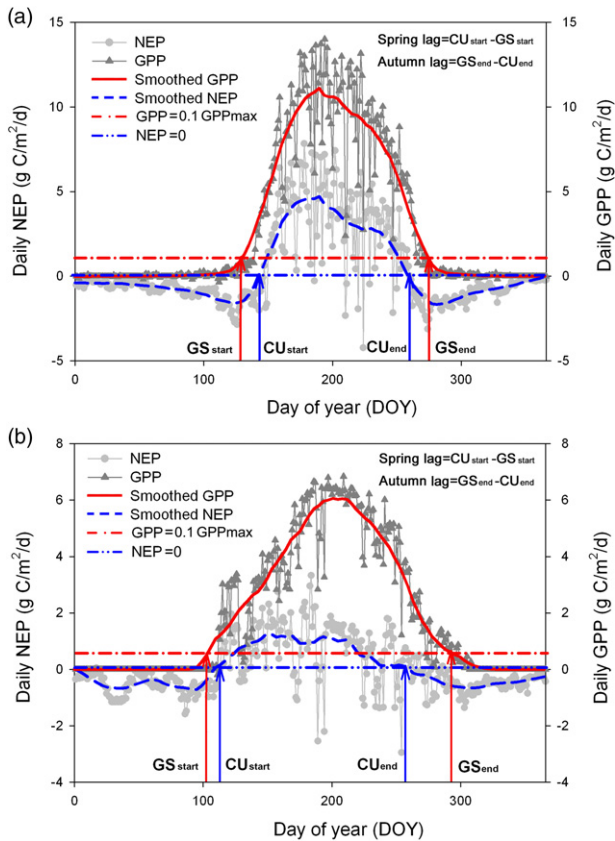 (a)
NEP
GPP
Smoothed GPP
Smoothed NEP
GPP=0.1GPPmax
NEP=0
Spring lag=CUstart-GSstart
Autumn lag=GSend-CUend
15
10
5
0
-5
15
10
5
0
-5
Daily NEP (g C/m²/d)
Daily GPP (g C/m²/d)
GSstart
CUstart
CUend
GSend
0
100
200
300
Day of year (DOY)
(b)
NEP
GPP
Smoothed GPP
Smoothed NEP
GPP=0.1GPPmax
NEP=0
Spring lag=CUstart-GSstart
Autumn lag=GSend-CUend
8
6
4
2
0
-2
-4
8
6
4
2
0
-2
-4
Daily NEP (g C/m²/d)
Daily GPP (g C/m²/d)
GSstart
CUstart
CUend
GSend
0
100
200
300
Day of year (DOY)